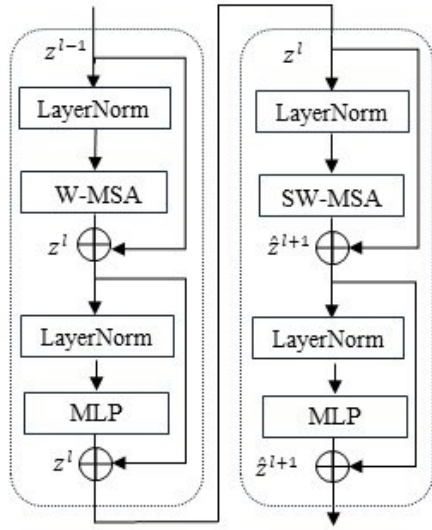 z^{l-1}
LayerNorm
W-MSA
z^l
LayerNorm
MLP
z^l
z^l
LayerNorm
SW-MSA
ẑ^{l+1}
LayerNorm
MLP
ẑ^{l+1}